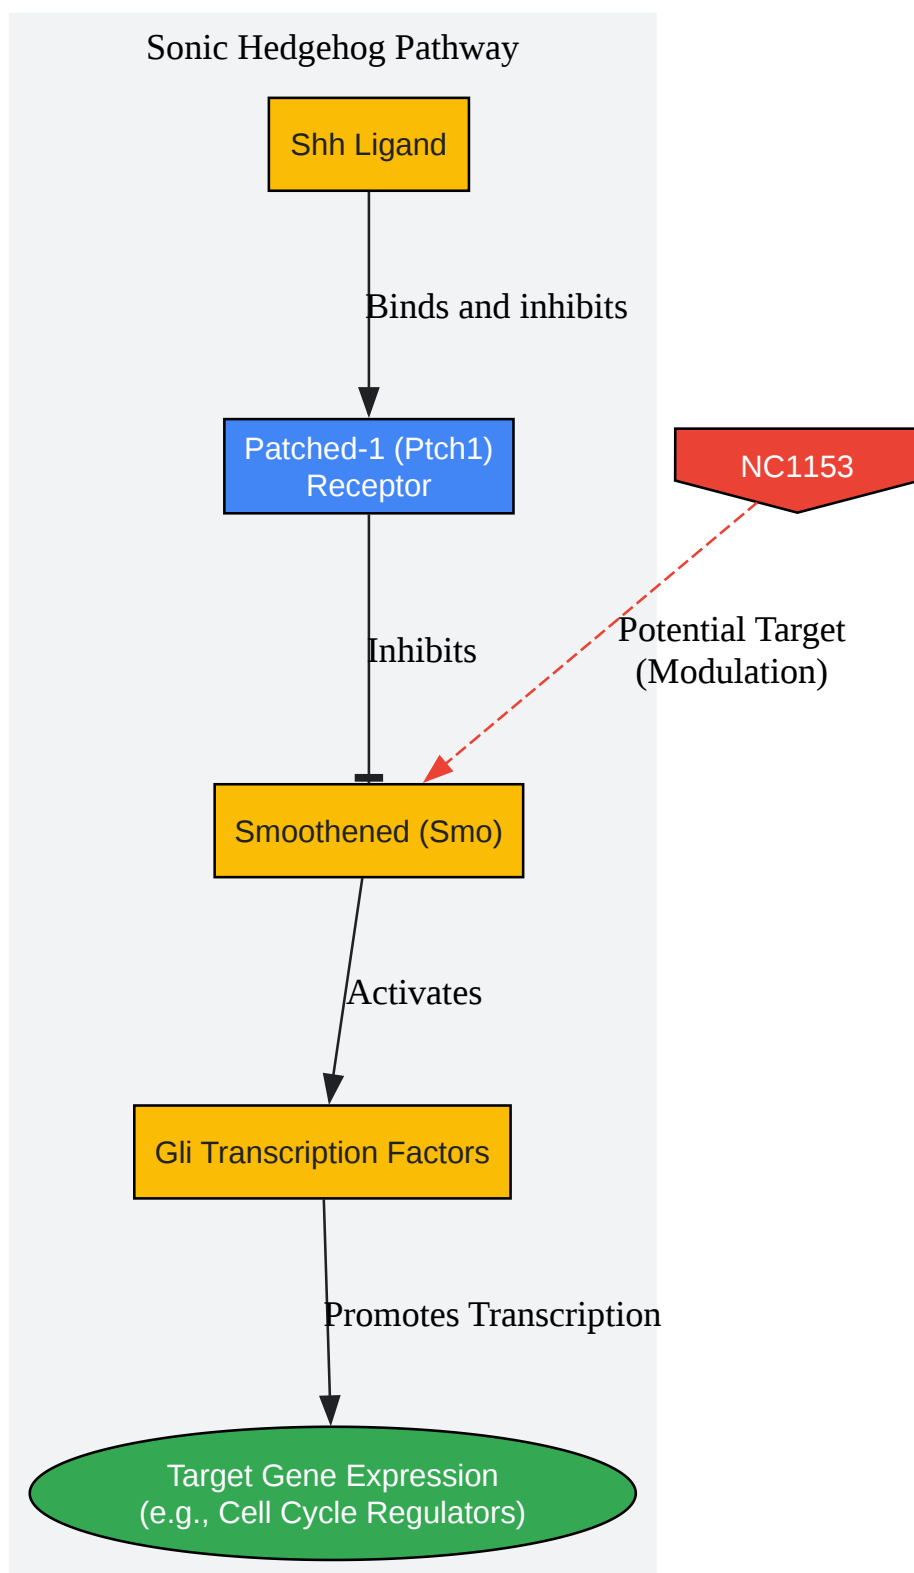 Sonic Hedgehog Pathway
Shh Ligand
Binds and inhibits
Patched-1 (Ptch1)
Receptor
NC1153
Inhibits
Potential Target
(Modulation)
Smoothened (Smo)
Activates
Gli Transcription Factors
Promotes Transcription
Target Gene Expression
(e.g., Cell Cycle Regulators)